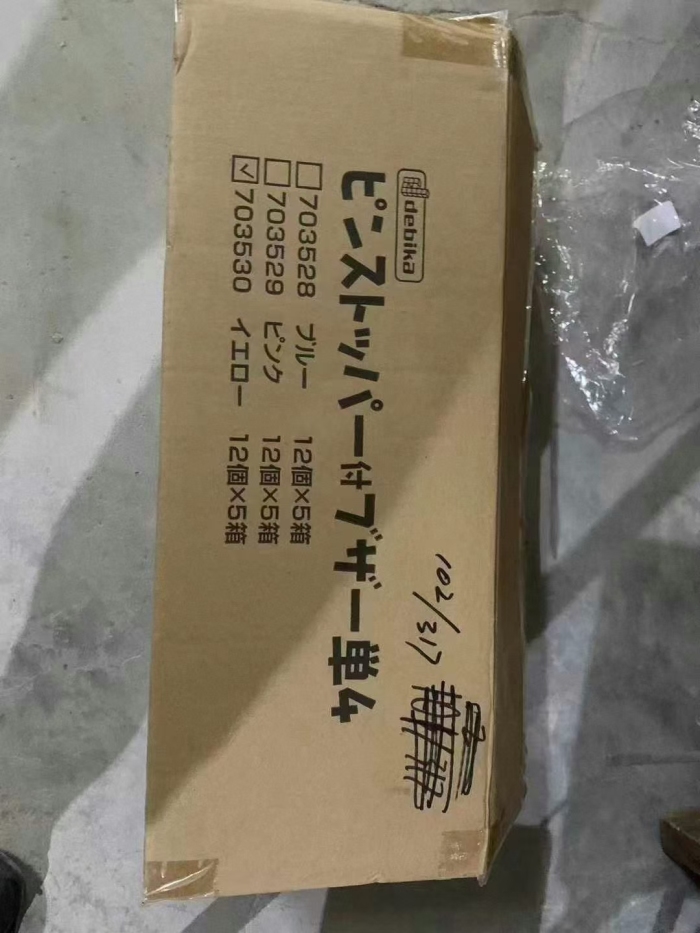 debika
ピンストッパー付ブザー単4
703528 ブルー 12個×5箱
703529 ピンク 12個×5箱
703530 イエロー 12個×5箱
102/317